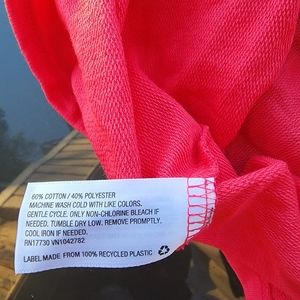 60% COTTON / 40% POLYESTER
MACHINE WASH COLD WITH LIKE COLORS.
GENTLE CYCLE. ONLY NON-CHLORINE BLEACH IF
NEEDED. TUMBLE DRY LOW. REMOVE PROMPTLY.
COOL IRON IF NEEDED.
RN17730 VN1042782
LABEL MADE FROM 100% RECYCLED PLASTIC